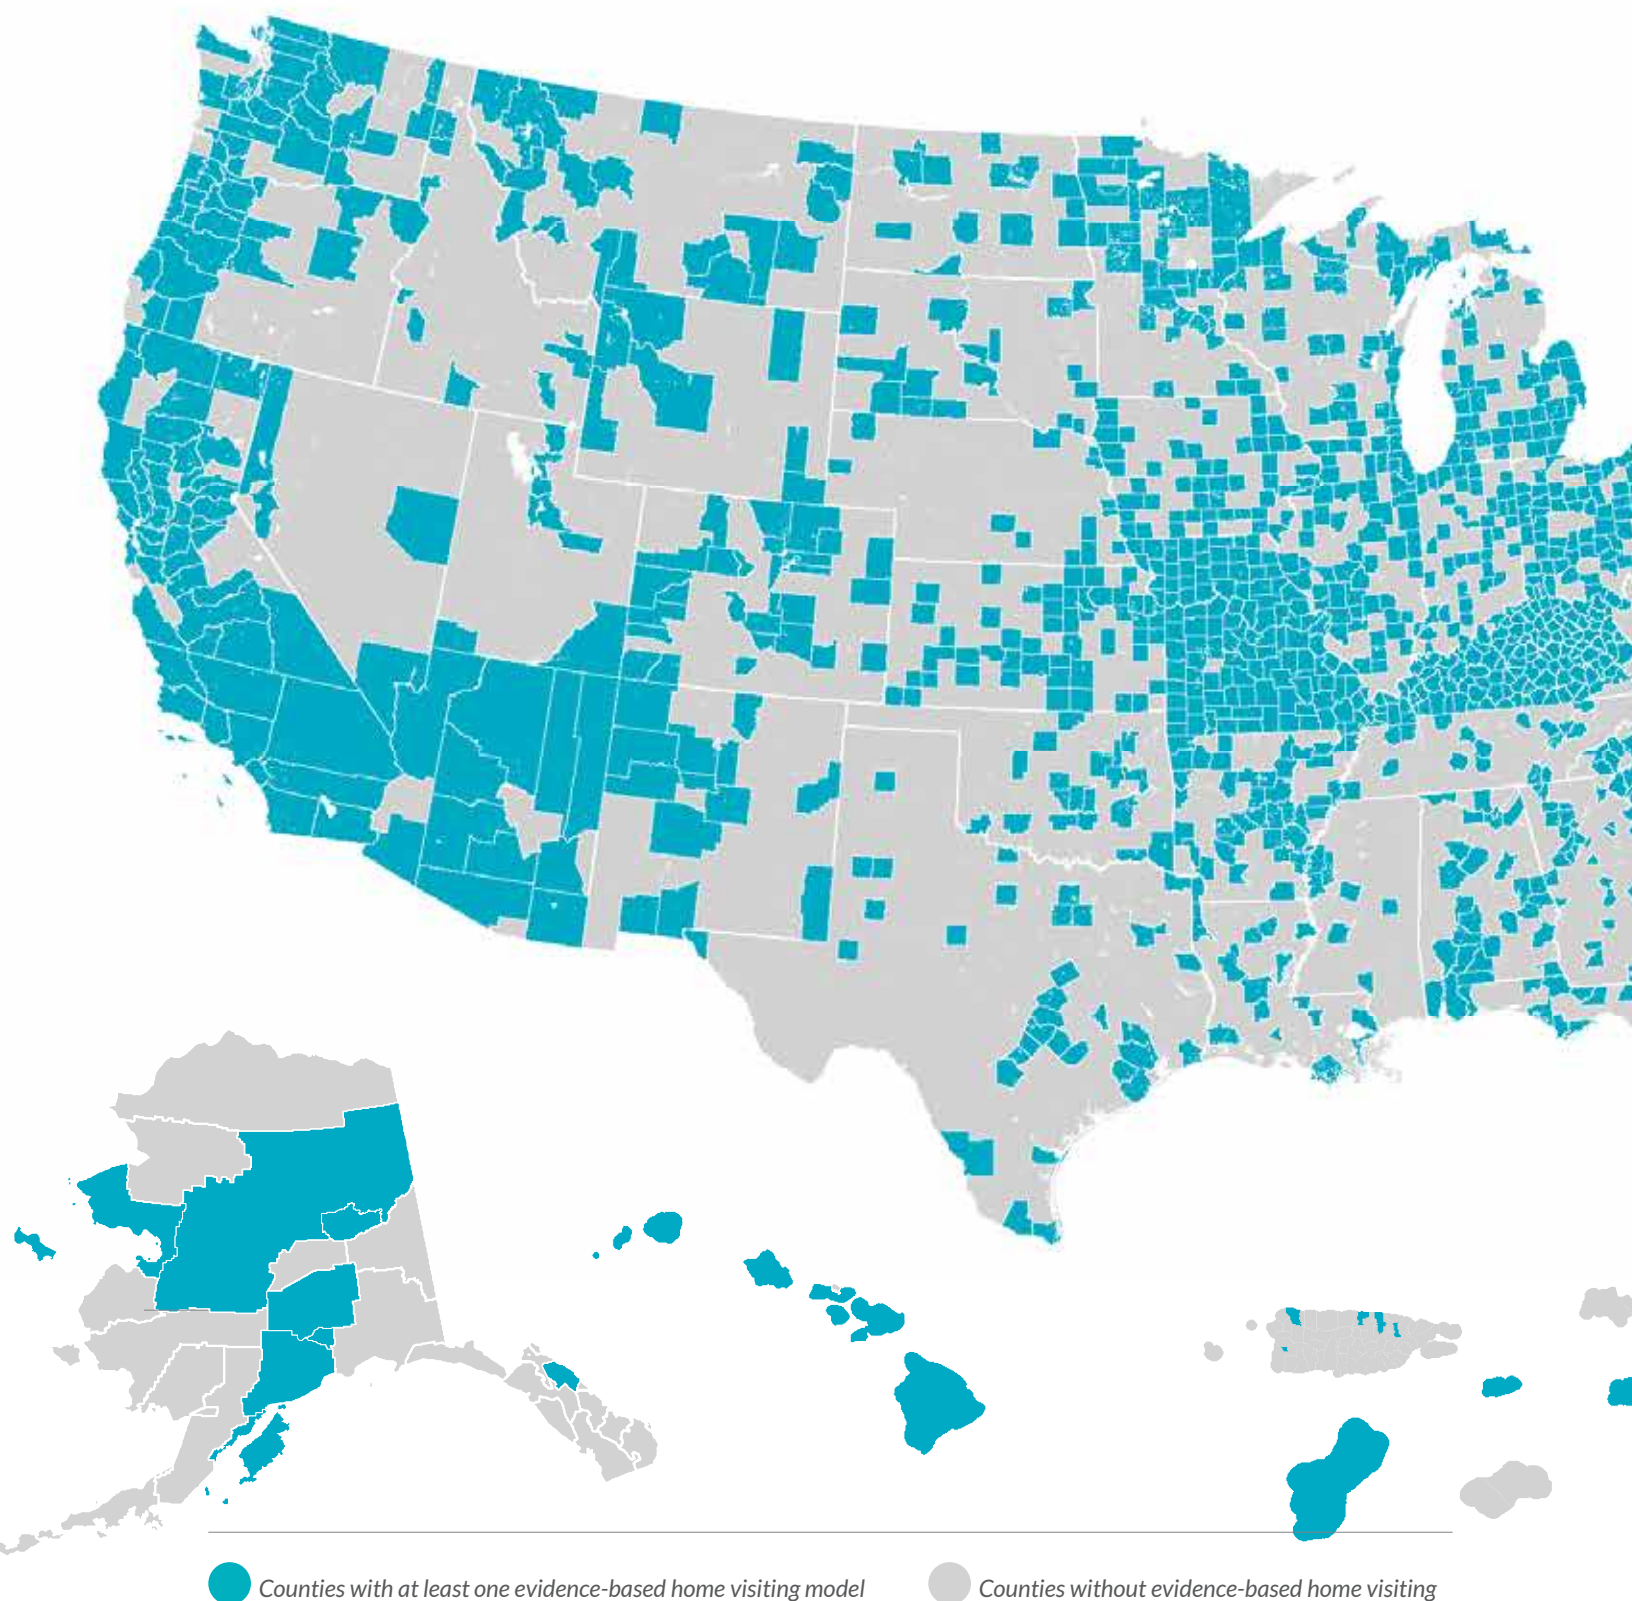 Counties with at least one evidence-based home visiting model
Counties without evidence-based home visiting